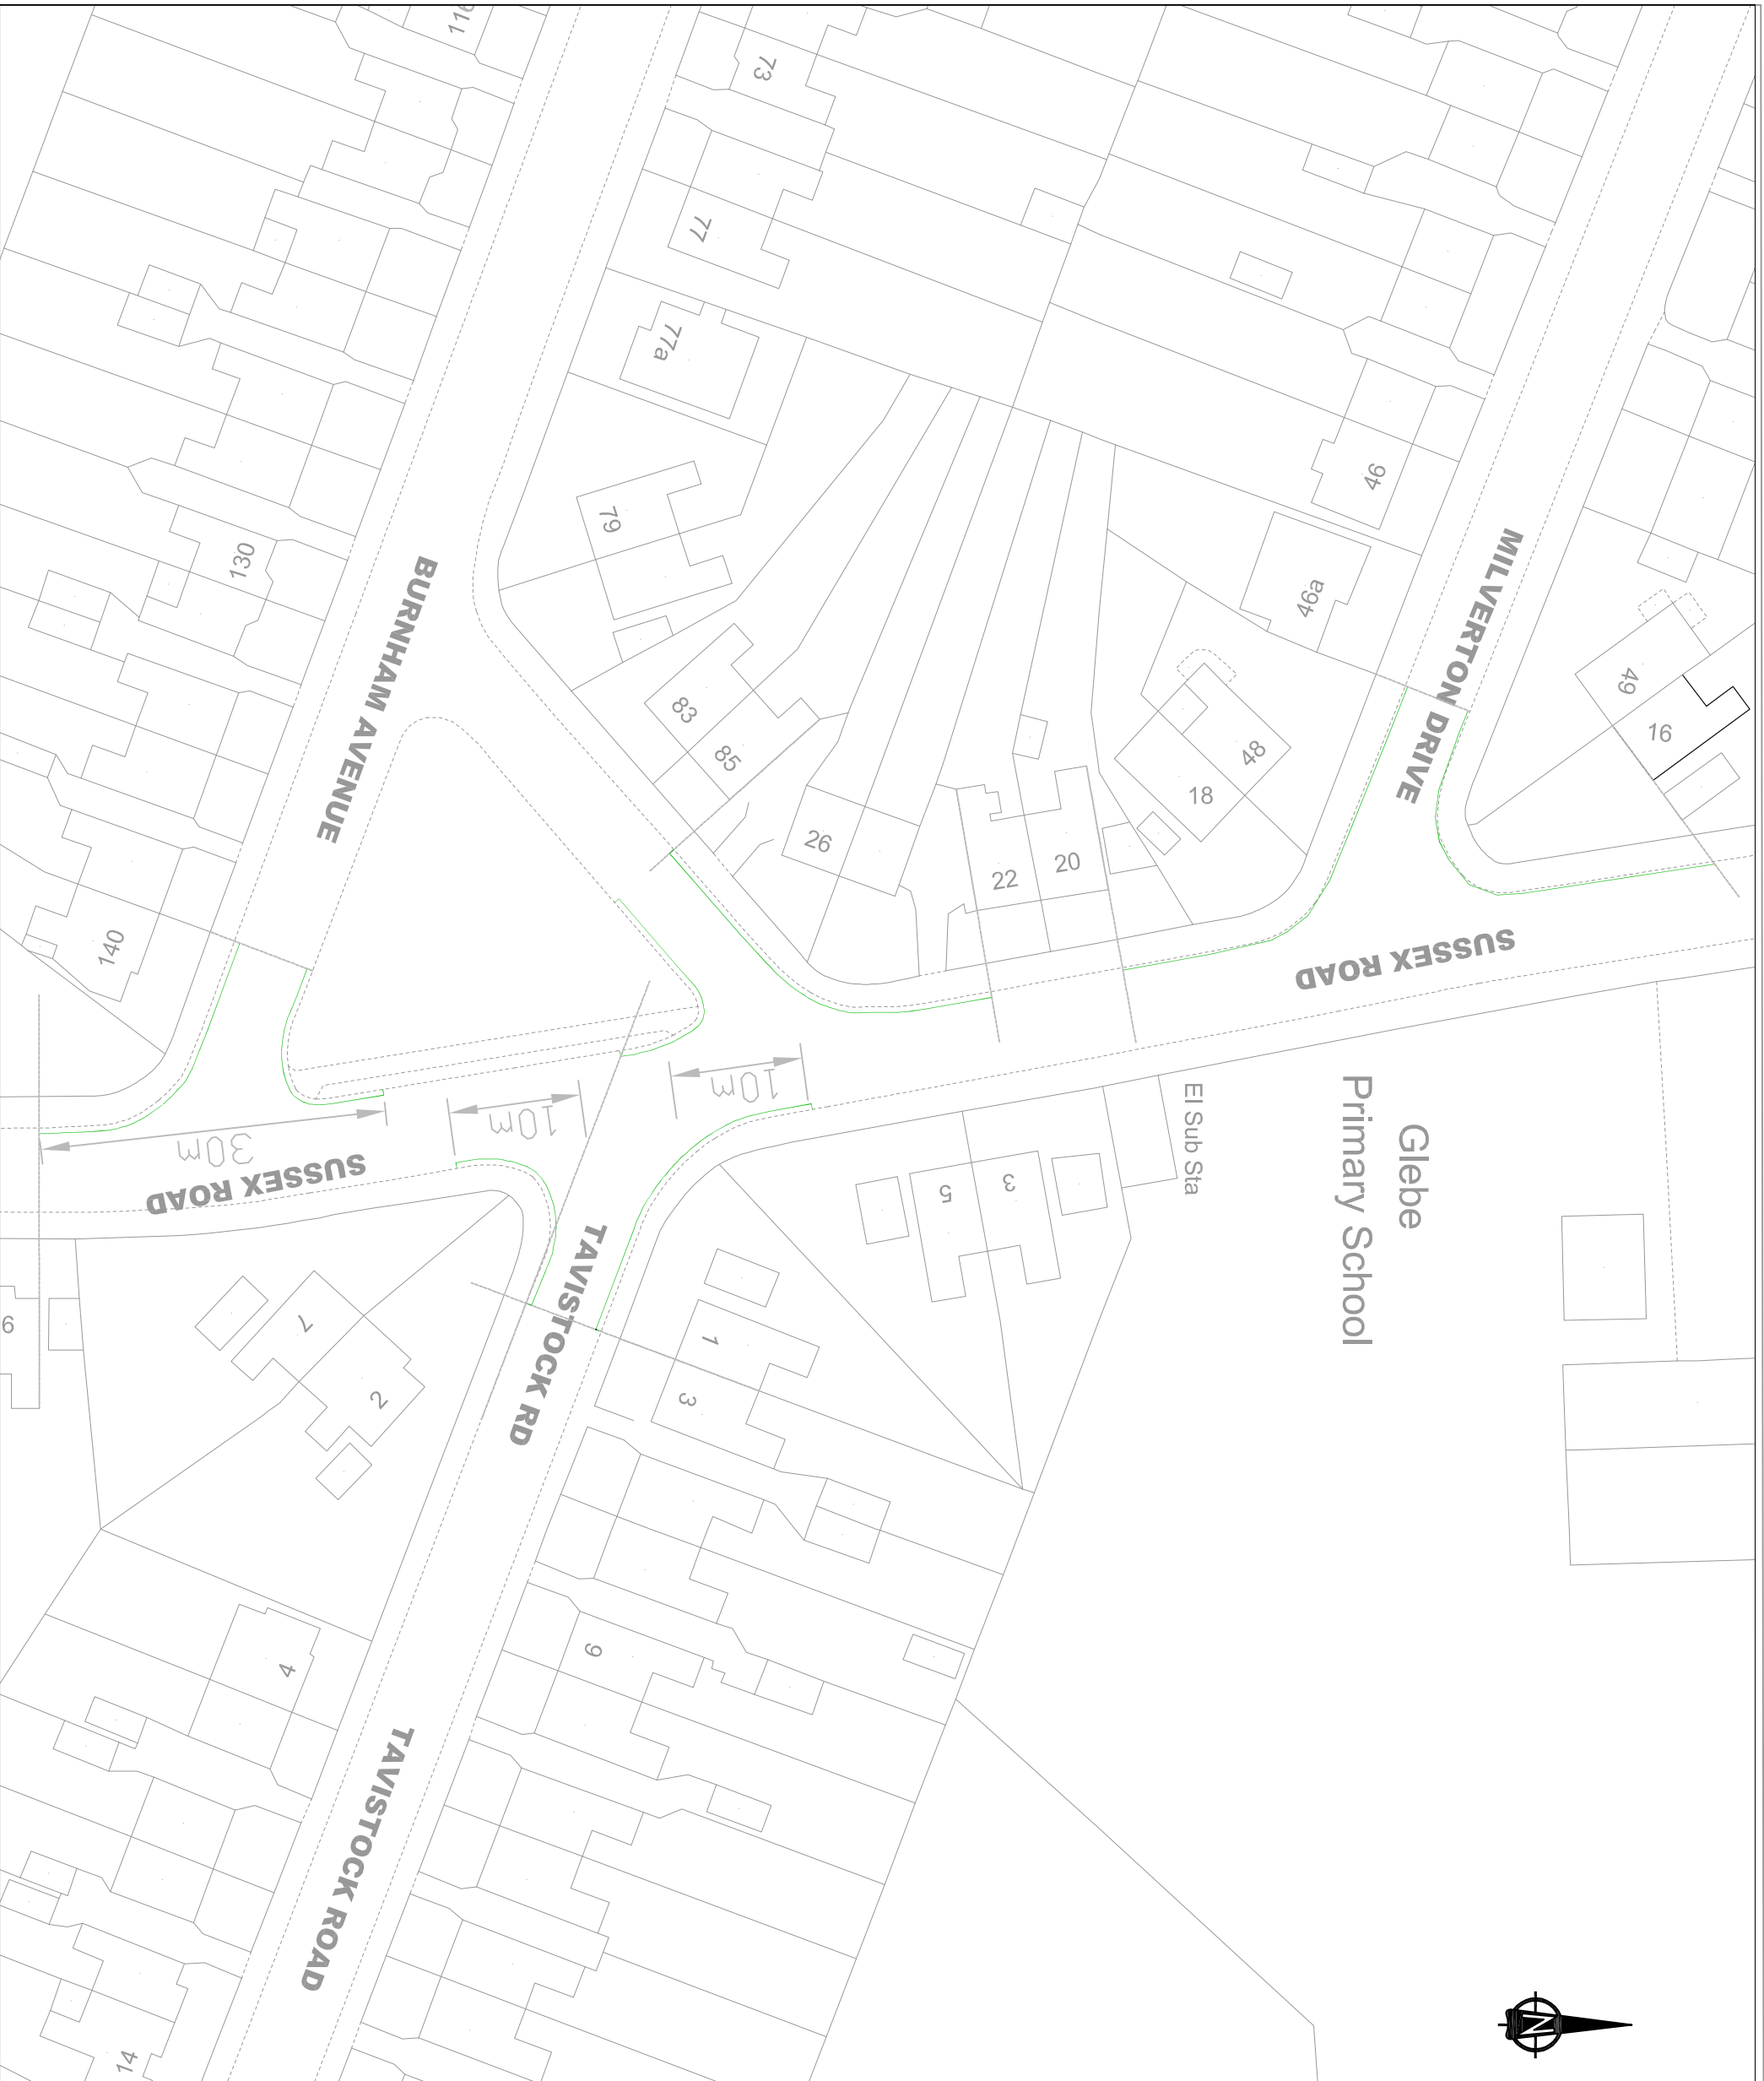 116
73
77
77a
46
79
130
46a
BURNHAM AVENUE
MILVERTON DRIVE
49
16
83
85
48
18
26
20
22
140
SUSSEX ROAD
10m
10m
30m
El Sub Sta
Glebe
Primary School
SUSSEX ROAD
5
3
TAVISTOCK RD
6
7
1
2
3
9
4
TAVISTOCK ROAD
14
N